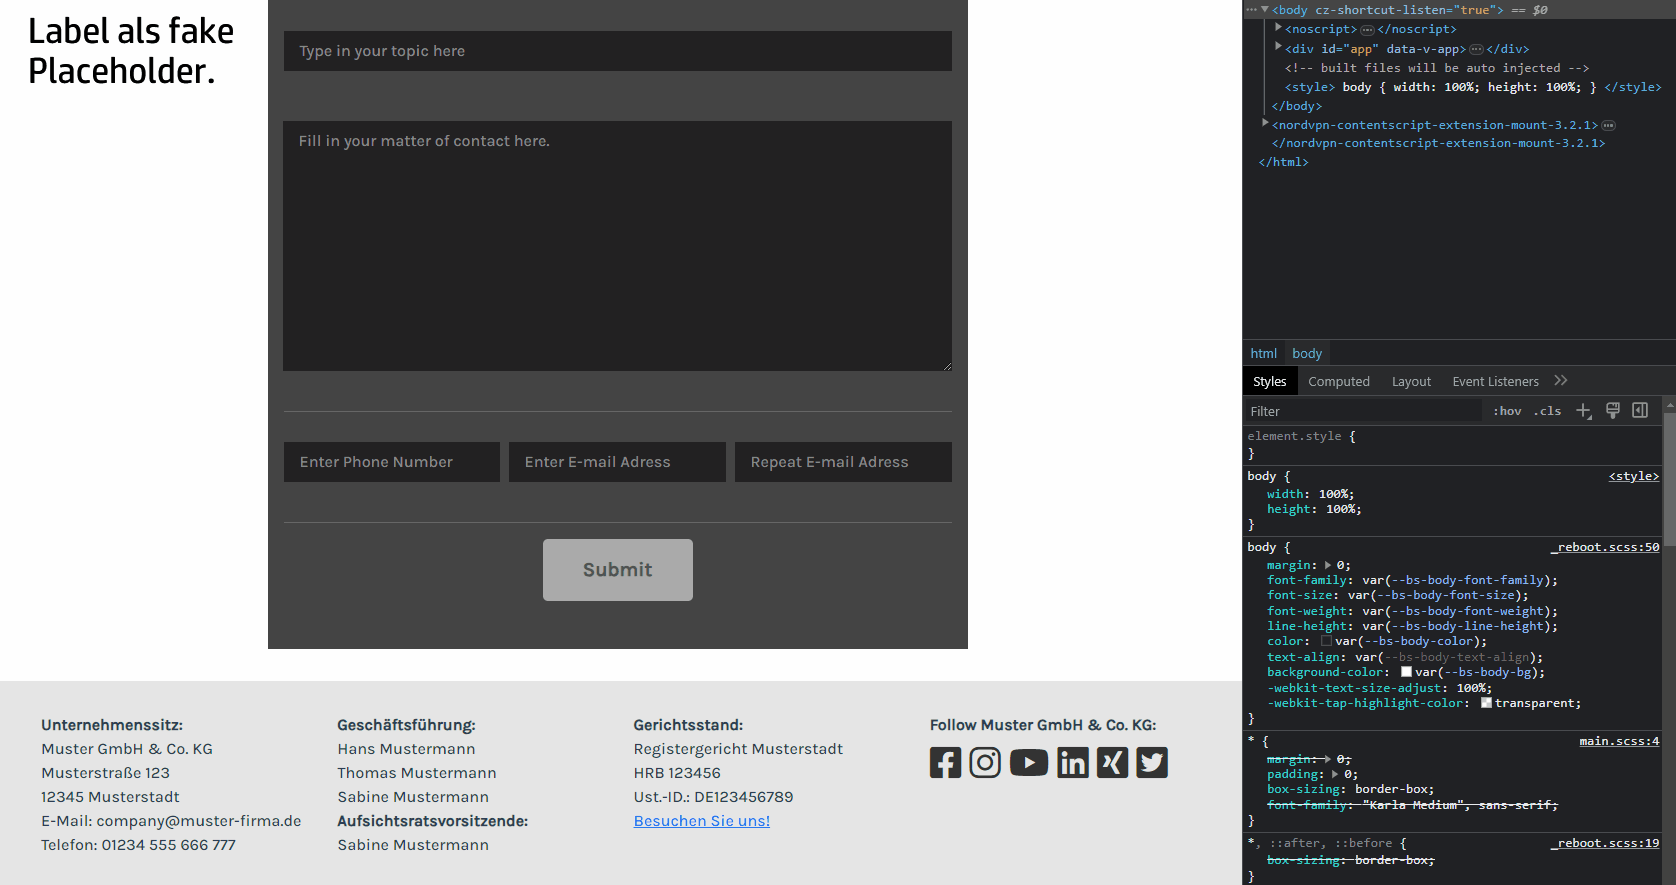 Label als fake
Placeholder.
Type in your topic here
Fill in your matter of contact here.
Enter Phone Number
Enter E-mail Adress
Repeat E-mail Adress
Submit
Unternehmenssitz:
Muster GmbH & Co. KG
Musterstraße 123
12345 Musterstadt
E-Mail: company@muster-firma.de
Telefon: 01234 555 666 777
Geschäftsführung:
Hans Mustermann
Thomas Mustermann
Sabine Mustermann
Aufsichtsratsvorsitzende:
Sabine Mustermann
Gerichtsstand:
Registergericht Musterstadt
HRB 123456
Ust.-ID.: DE123456789
Besuchen Sie uns!
Follow Muster GmbH & Co. KG:
<body cz-shortcut-listen="true"> == $0
<noscript> </noscript>
<div id="app" data-v-app> </div>
<!-- built files will be auto injected -->
<style> body { width: 100%; height: 100%; } </style>
</body>
<nordvpn-contentscript-extension-mount-3.2.1>
</nordvpn-contentscript-extension-mount-3.2.1>
</html>
html body
Styles Computed Layout Event Listeners
Filter :hov .cls
element.style {
}
body { <style>
width: 100%;
height: 100%;
}
body { _reboot.scss:50
margin: 0;
font-family: var(--bs-body-font-family);
font-size: var(--bs-body-font-size);
font-weight: var(--bs-body-font-weight);
line-height: var(--bs-body-line-height);
color: var(--bs-body-color);
text-align: var(--bs-body-text-align);
background-color: var(--bs-body-bg);
-webkit-text-size-adjust: 100%;
-webkit-tap-highlight-color: transparent;
}
* { main.scss:4
margin: 0;
padding: 0;
box-sizing: border-box;
font-family: "Karla Medium", sans-serif;
}
*, ::after, ::before { _reboot.scss:19
box-sizing: border-box;
}